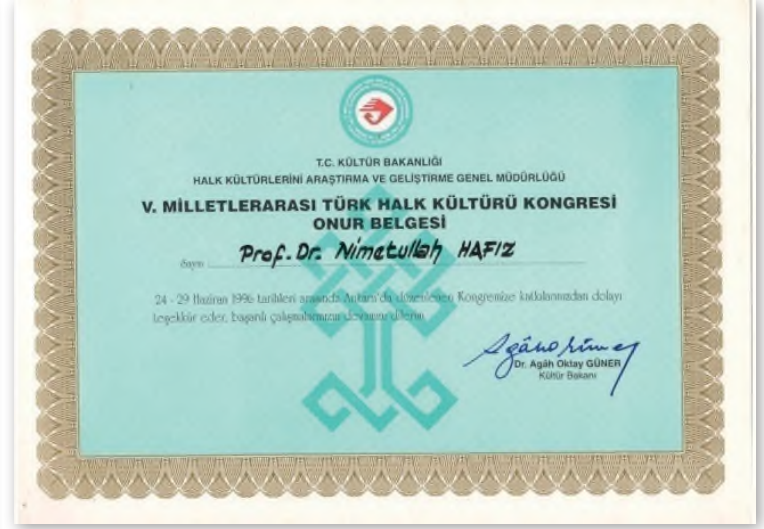 T.C. KÜLTÜR BAKANLIĞI
HALK KÜLTÜRLERİNİ ARAŞTIRMA VE GELİŞTİRME GENEL MÜDÜRLÜĞÜ
V. MİLLETLERARASI TÜRK HALK KÜLTÜRÜ KONGRESİ
ONUR BELGESİ
Sayın Prof. Dr. Nimetullah HAFIZ
24 - 29 Haziran 1996 tarihleri arasında Ankara'da düzenlenen Kongremize katkılarınızdan dolayı
teşekkür eder, başarılı çalışmalarınızın devamını dilerim.
Dr. Agâh Oktay GÜNER
Kültür Bakanı